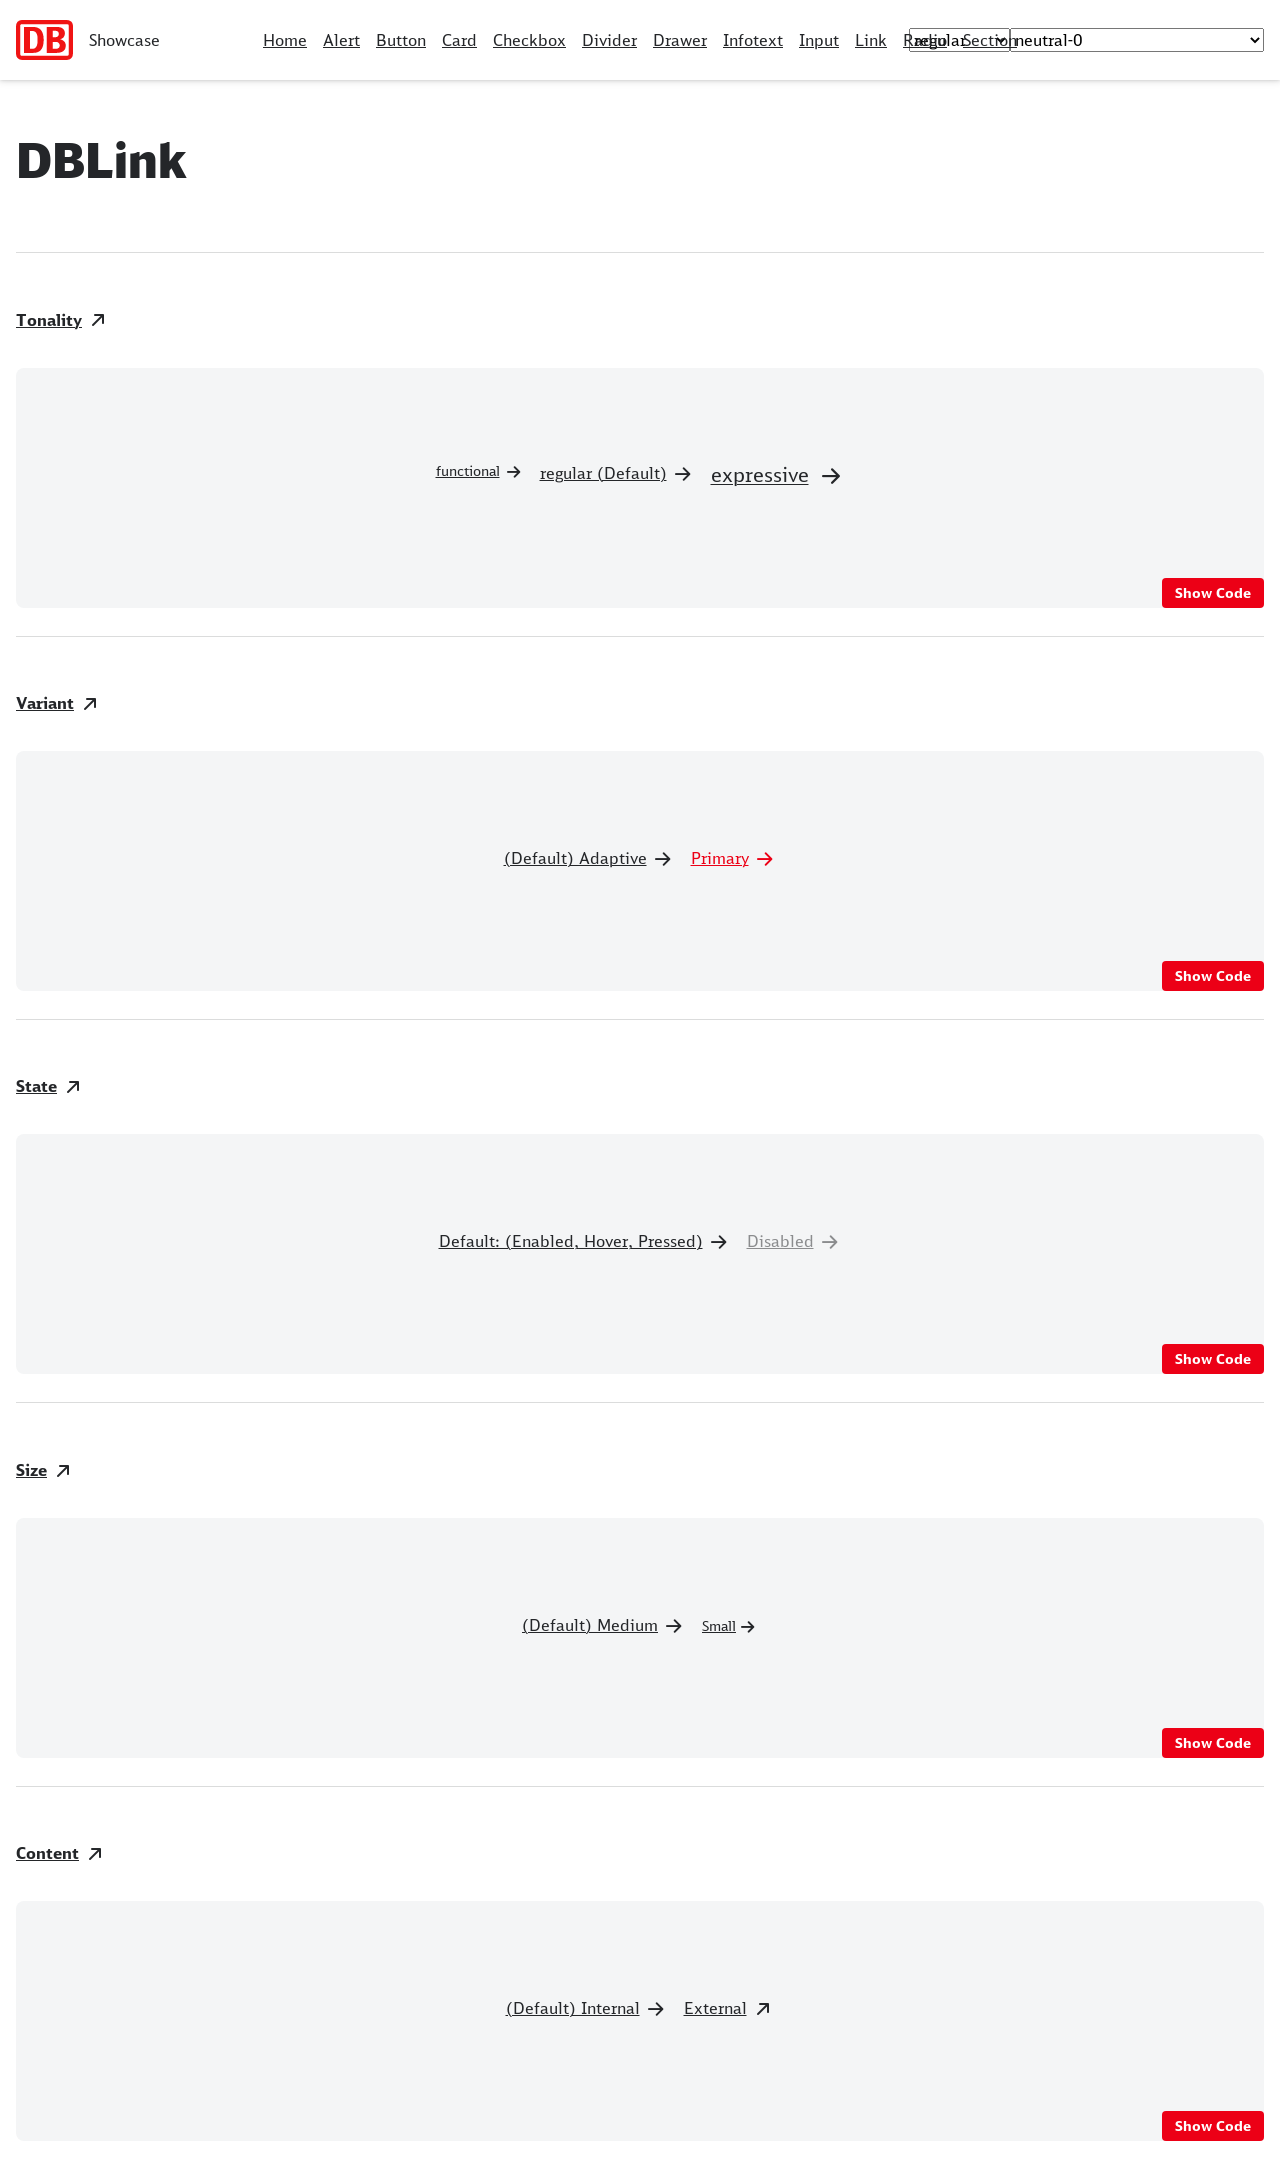 DB Showcase Home Alert Button Card Checkbox Divider Drawer Infotext Input Link Radio Section regular neutral-0
DBLink
Tonality
functional regular (Default) expressive
Show Code
Variant
(Default) Adaptive Primary
Show Code
State
Default: (Enabled, Hover, Pressed) Disabled
Show Code
Size
(Default) Medium Small
Show Code
Content
(Default) Internal External
Show Code